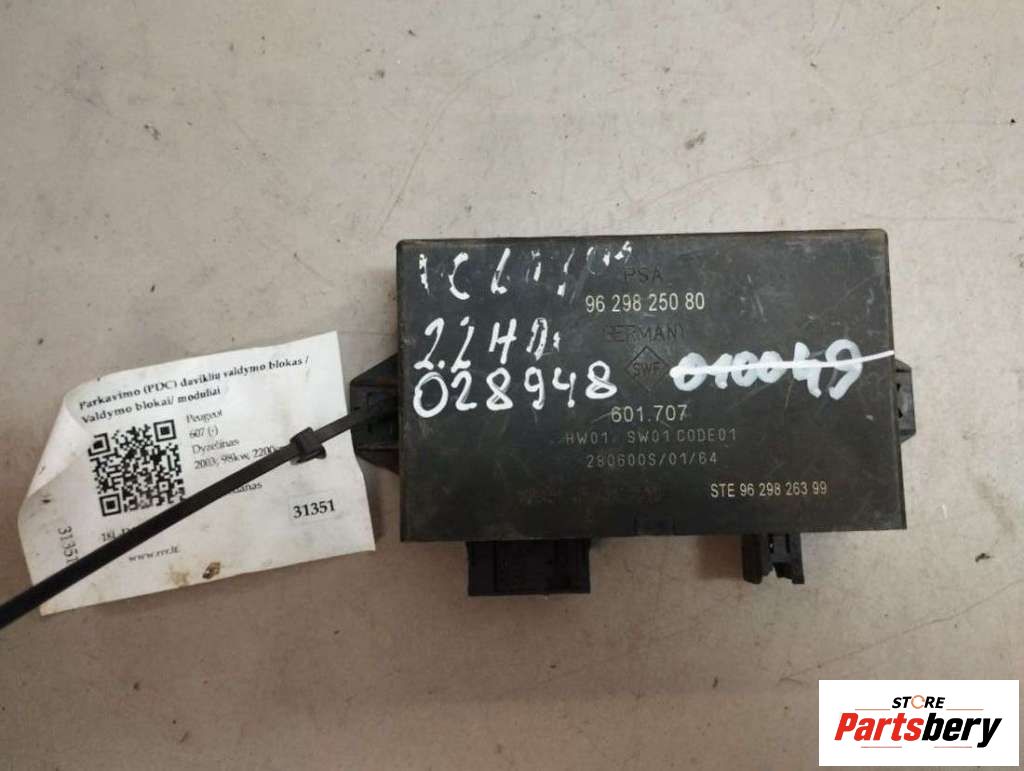 Parkavimo (PDC) daviklių valdymo blokas /
Valdymo blokai/ moduliai
Peugeot
607 (-)
Dyzelinas
2003; 98kw; 2200
31351
31351
www.rrr.lt
PSA
96 298 250 80
GERMANY
SWF
010049
2.2 HDi
028948
601.707
HW01 SW01 CODE01
280600S/01/64
STE 96 298 263 99
STORE
Partsbery